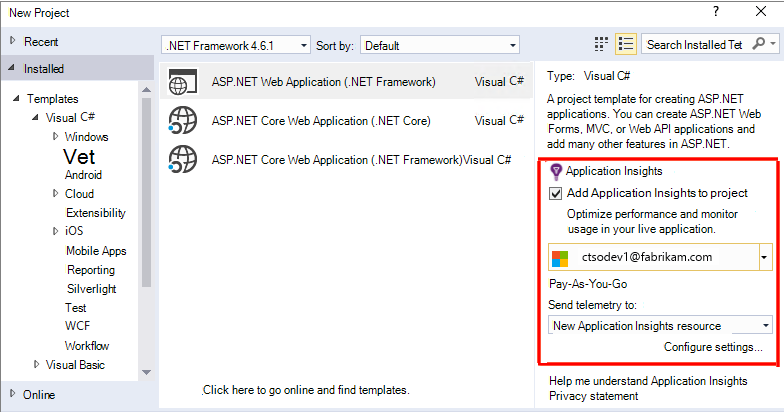 New Project
Recent
.NET Framework 4.6.1
Sort by:
Default
Search Installed Tet
Installed
Templates
Visual C#
Windows
Vet
Android
Cloud
Extensibility
iOS
Mobile Apps
Reporting
Silverlight
Test
WCF
Workflow
Visual Basic
Online
ASP.NET Web Application (.NET Framework) Visual C#
ASP.NET Core Web Application (.NET Core) Visual C#
ASP.NET Core Web Application (.NET Framework)Visual C#
Click here to go online and find templates.
Type: Visual C#
A project template for creating ASP.NET
applications. You can create ASP.NET Web
Forms, MVC, or Web API applications and
add many other features in ASP.NET.
Application Insights
Add Application Insights to project
Optimize performance and monitor
usage in your live application.
ctsodev1@fabrikam.com
Pay-As-You-Go
Send telemetry to:
New Application Insights resource
Configure settings...
Help me understand Application Insights
Privacy statement